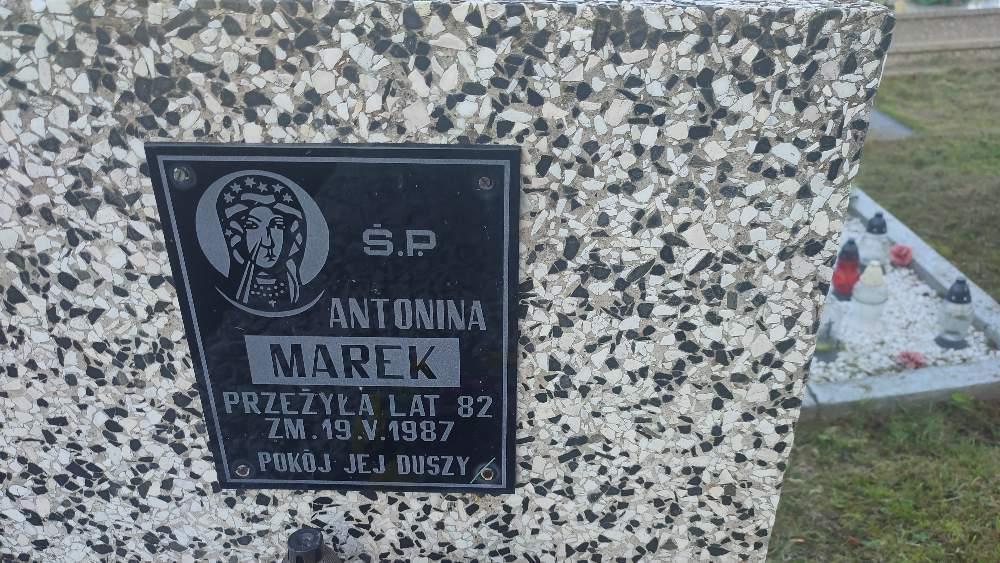 Ś.P.
ANTONINA
MAREK
PRZEŻYŁA LAT 82
ZM. 19.V.1987
POKÓJ JEJ DUSZY